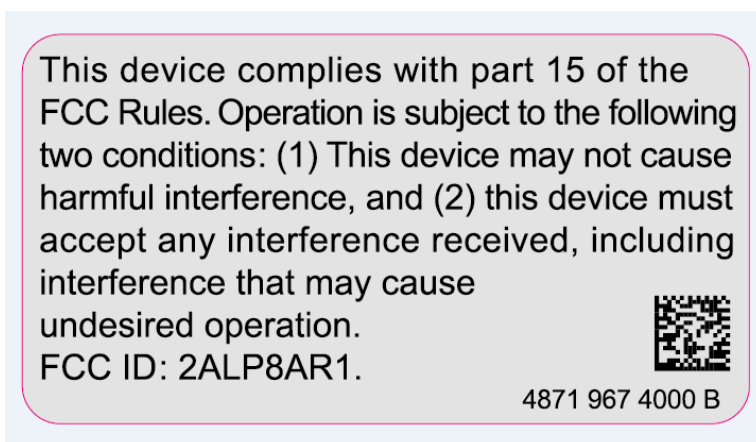 This device complies with part 15 of the
FCC Rules. Operation is subject to the following
two conditions: (1) This device may not cause
harmful interference, and (2) this device must
accept any interference received, including
interference that may cause
undesired operation.
FCC ID: 2ALP8AR1.
4871 967 4000 B